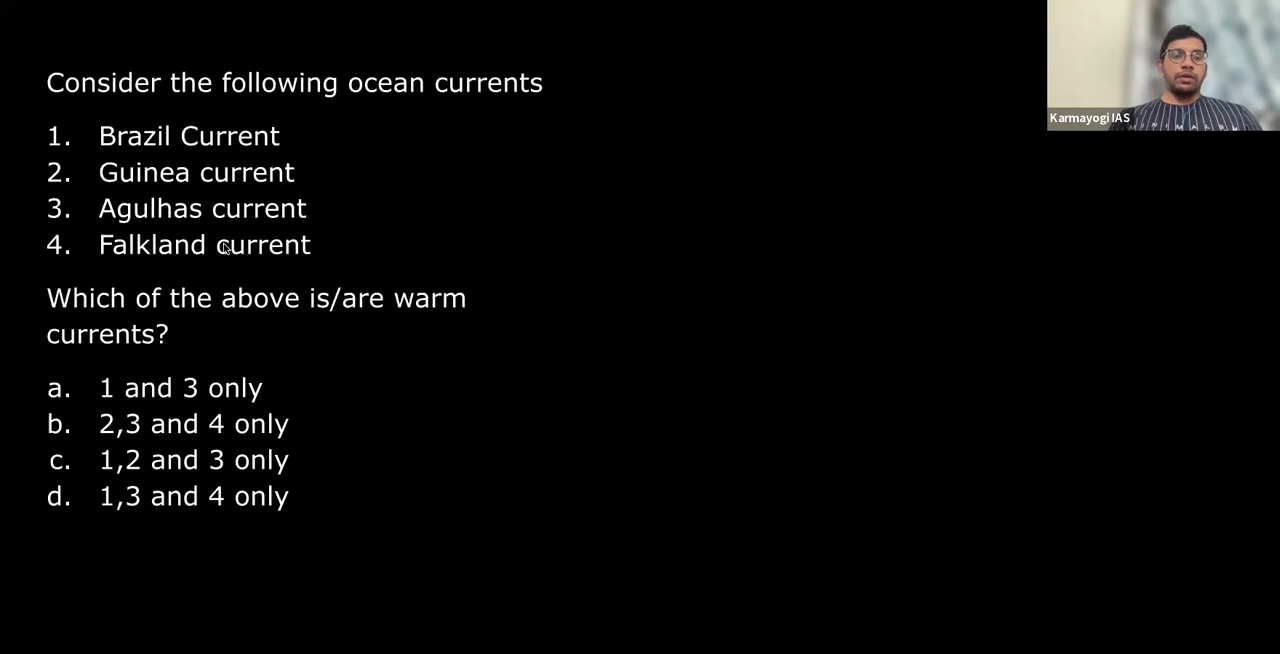 Consider the following ocean currents
1. Brazil Current
2. Guinea current
3. Agulhas current
4. Falkland current
Which of the above is/are warm
currents?
a. 1 and 3 only
b. 2,3 and 4 only
c. 1,2 and 3 only
d. 1,3 and 4 only
Karmayogi IAS